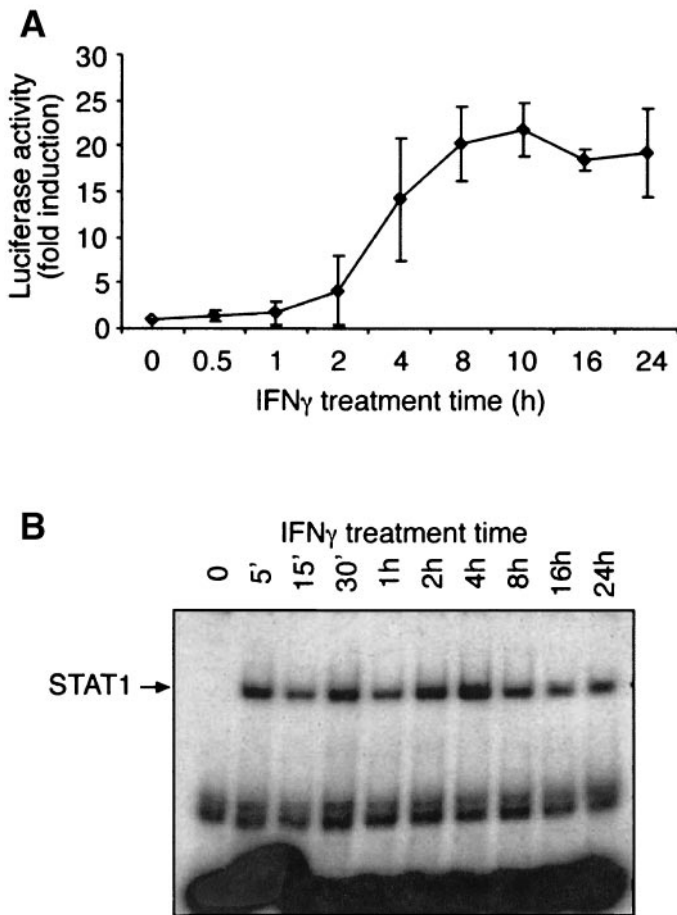 A
Luciferase activity
(fold induction)
30
25
20
15
10
5
0
0 0.5 1 2 4 8 10 16 24
IFNγ treatment time (h)
B
IFNγ treatment time
0 5' 15' 30' 1h 2h 4h 8h 16h 24h
STAT1